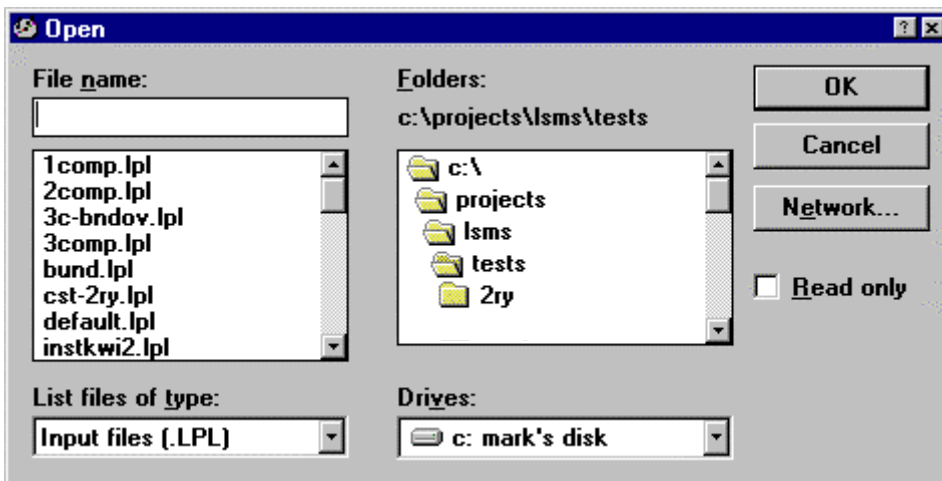 Open
File name:
1comp.lpl
2comp.lpl
3c-bndov.lpl
3comp.lpl
bund.lpl
cst-2ry.lpl
default.lpl
instkwi2.lpl
List files of type:
Input files (.LPL)
Folders:
c:\projects\lsms\tests
c:\
projects
lsms
tests
2ry
Drives:
c: mark's disk
OK
Cancel
Network...
Read only